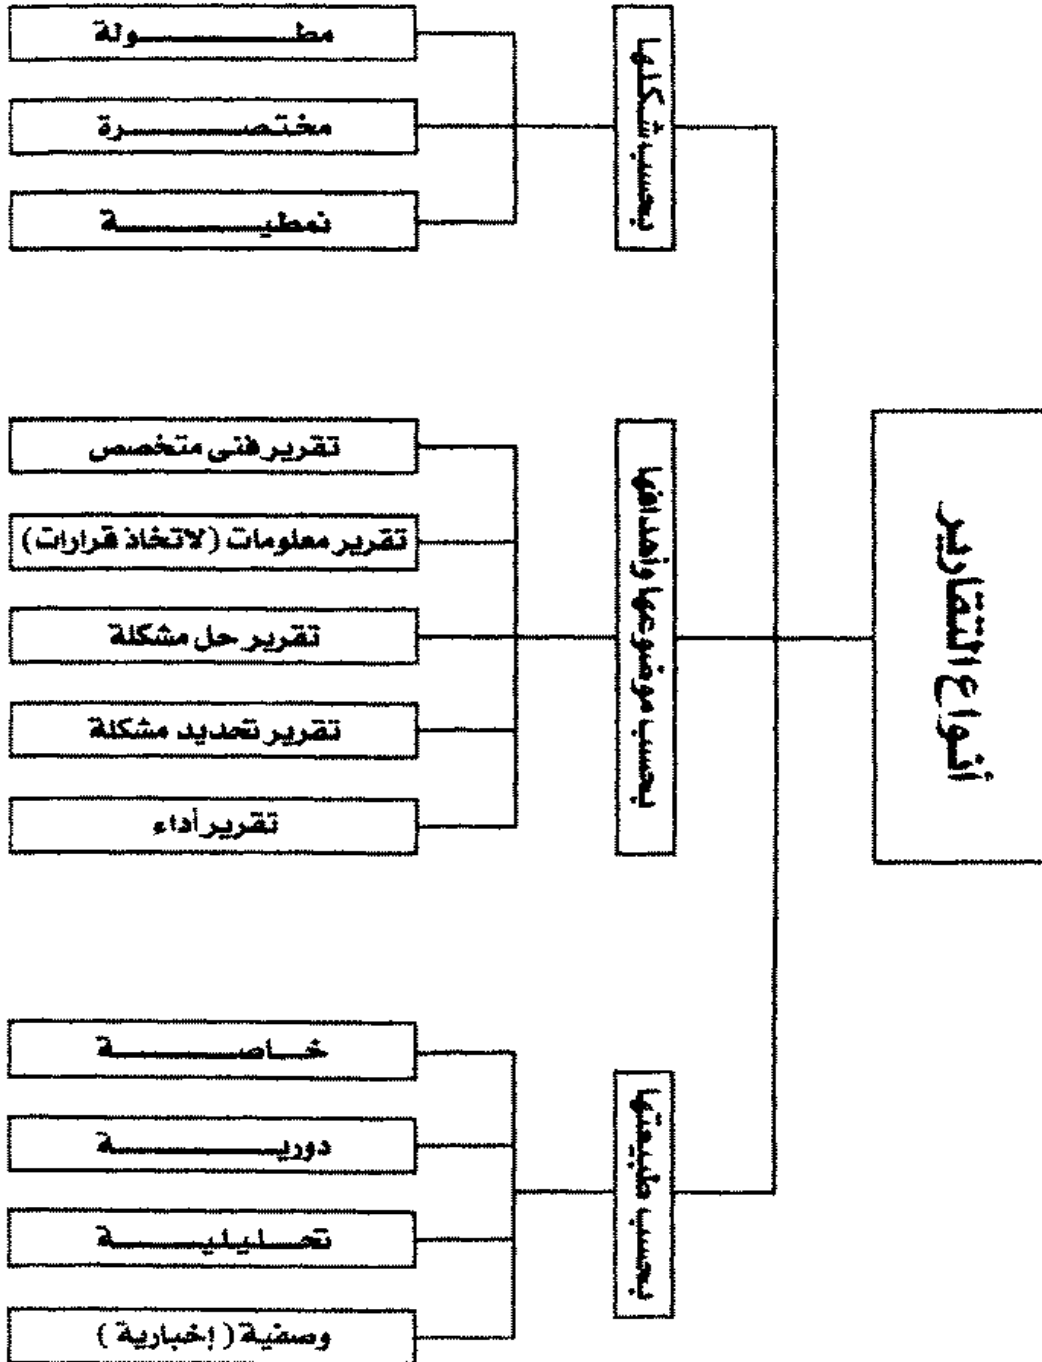 أنواع التقارير
بحسب شكلها
مطولة
مختصرة
نمطية
بحسب موضوعها وأهدافها
تقرير فنى متخصص
تقرير معلومات (لاتخاذ قرارات)
تقرير حل مشكلة
تقرير تحديد مشكلة
تقرير أداء
بحسب طبيعتها
خاصة
دورية
تحليلية
وصفية ( إخبارية )